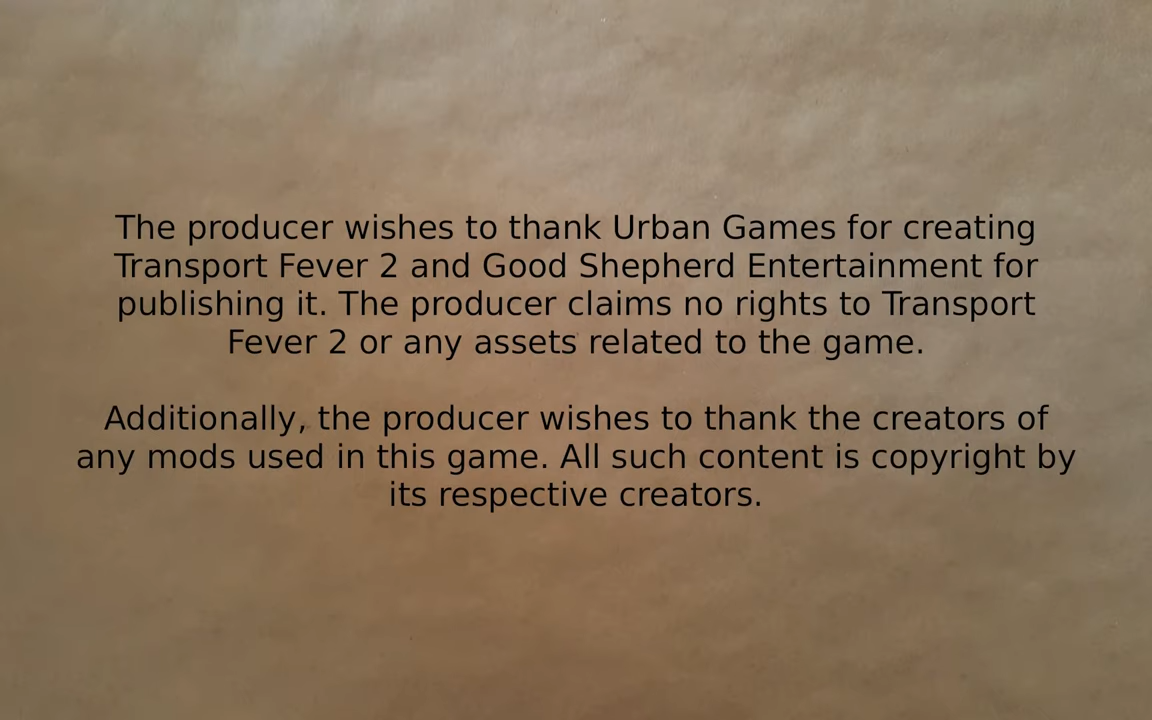 The producer wishes to thank Urban Games for creating
Transport Fever 2 and Good Shepherd Entertainment for
publishing it. The producer claims no rights to Transport
Fever 2 or any assets related to the game.
Additionally, the producer wishes to thank the creators of
any mods used in this game. All such content is copyright by
its respective creators.